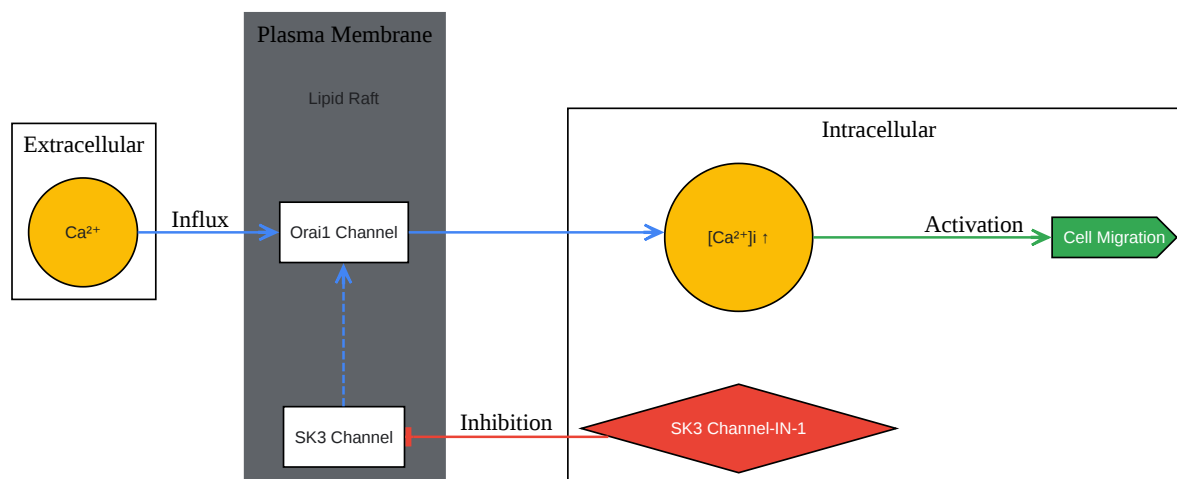 Plasma Membrane
Lipid Raft
Extracellular
Intracellular
Ca²⁺
Influx
Orai1 Channel
[Ca²⁺]i ↑
Activation
Cell Migration
SK3 Channel
Inhibition
SK3 Channel-IN-1